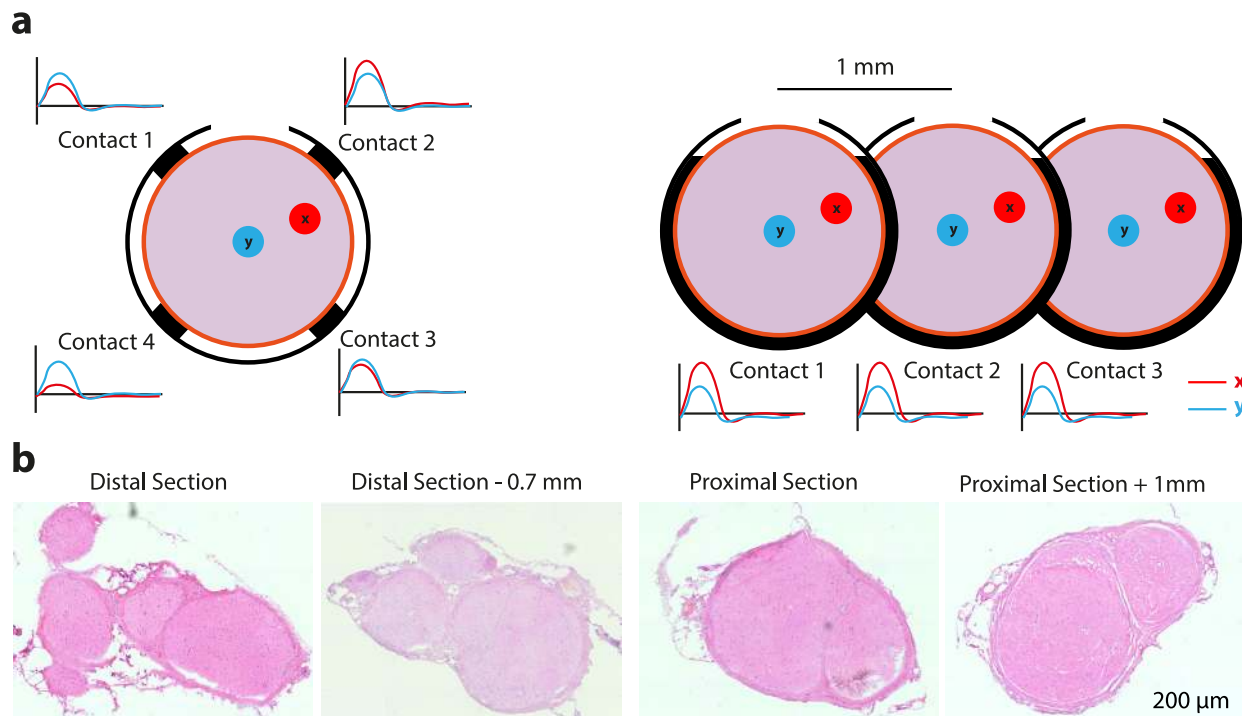 a
Contact 1
Contact 2
y
x
Contact 4
Contact 3
1 mm
y
x
y
x
y
x
Contact 1
Contact 2
Contact 3
x
y
b
Distal Section
Distal Section - 0.7 mm
Proximal Section
Proximal Section + 1mm
200 µm